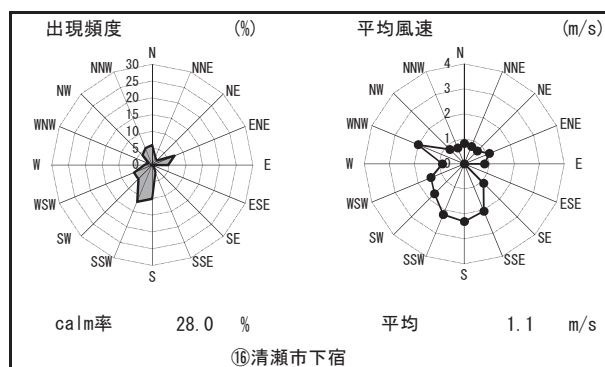 出現頻度 (%)
N
NNE
NE
ENE
E
ESE
SE
SSE
S
SSW
SW
WSW
W
WNW
NW
NNW
30
25
20
15
10
5
0
平均風速 (m/s)
N
NNE
NE
ENE
E
ESE
SE
SSE
S
SSW
SW
WSW
W
WNW
NW
NNW
4
3
2
1
0
calm率 28.0 %
平均 1.1 m/s
⑯清瀬市下宿